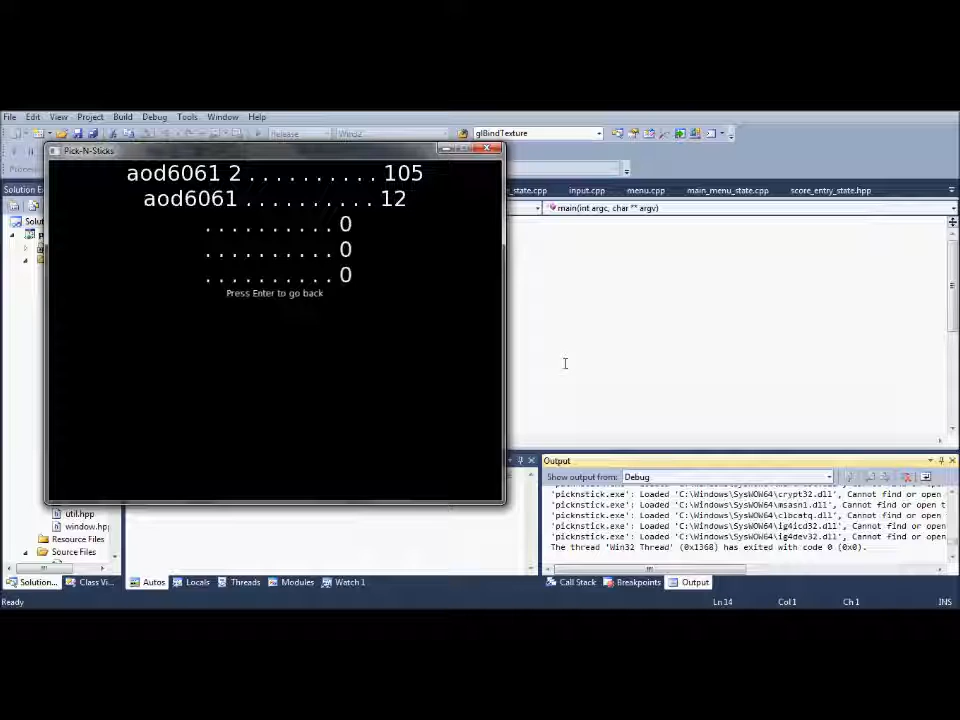 File Edit View Project Build Debug Tools Window Help
Release Win32 glBindTexture
Pick-N-Sticks
Solution
_state.cpp input.cpp menu.cpp main_menu_state.cpp score_entry_state.hpp
main(int argc, char ** argv)
aod6061 2 . . . . . . . . . . 105
aod6061 . . . . . . . . . . 12
. . . . . . . . . . 0
. . . . . . . . . . 0
. . . . . . . . . . 0
Press Enter to go back
util.hpp
window.hpp
Resource Files
Source Files
Output
Show output from: Debug
'picknstick.exe': Loaded 'C:\Windows\SysWOW64\crypt32.dll', Cannot find or open
'picknstick.exe': Loaded 'C:\Windows\SysWOW64\msasn1.dll', Cannot find or open t
'picknstick.exe': Loaded 'C:\Windows\SysWOW64\clbcatq.dll', Cannot find or open
'picknstick.exe': Loaded 'C:\Windows\SysWOW64\ig4icd32.dll', Cannot find or open
'picknstick.exe': Loaded 'C:\Windows\SysWOW64\ig4dev32.dll', Cannot find or open
The thread 'Win32 Thread' (0x1368) has exited with code 0 (0x0).
Solution... Class Vi... Autos Locals Threads Modules Watch 1 Call Stack Breakpoints Output
Ready Ln 14 Col 1 Ch 1 INS